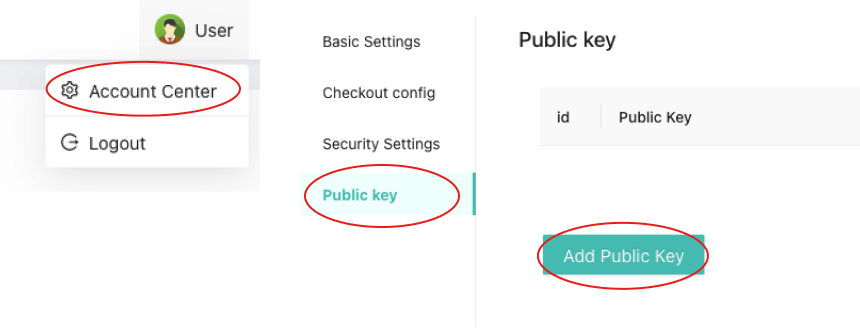 User
Account Center
Logout
Basic Settings
Checkout config
Security Settings
Public key
Public key
id Public Key
Add Public Key